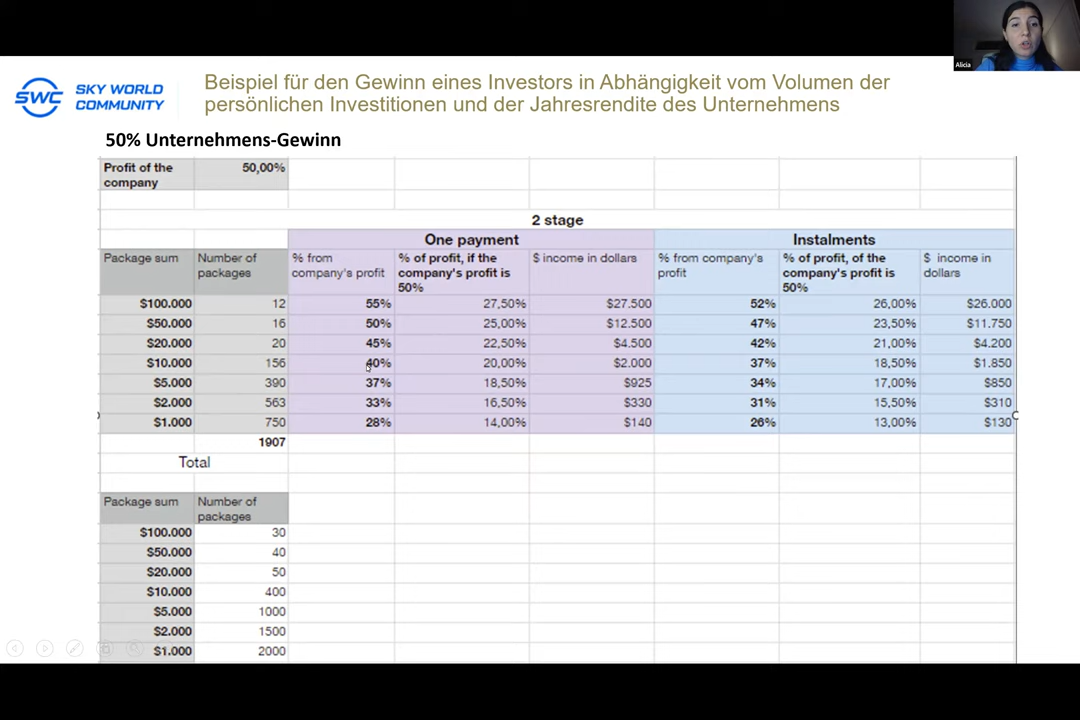 Alicia
SWC SKY WORLD
COMMUNITY
Beispiel für den Gewinn eines Investors in Abhängigkeit vom Volumen der
persönlichen Investitionen und der Jahresrendite des Unternehmens
50% Unternehmens-Gewinn
Profit of the company 50,00%
2 stage
One payment Instalments
Package sum Number of packages % from company's profit % of profit, if the company's profit is 50% $ income in dollars % from company's profit % of profit, of the company's profit is 50% $ income in dollars
$100.000 12 55% 27,50% $27.500 52% 26,00% $26.000
$50.000 16 50% 25,00% $12.500 47% 23,50% $11.750
$20.000 20 45% 22,50% $4.500 42% 21,00% $4.200
$10.000 156 40% 20,00% $2.000 37% 18,50% $1.850
$5.000 390 37% 18,50% $925 34% 17,00% $850
$2.000 563 33% 16,50% $330 31% 15,50% $310
$1.000 750 28% 14,00% $140 26% 13,00% $130
1907
Total
Package sum Number of packages
$100.000 30
$50.000 40
$20.000 50
$10.000 400
$5.000 1000
$2.000 1500
$1.000 2000